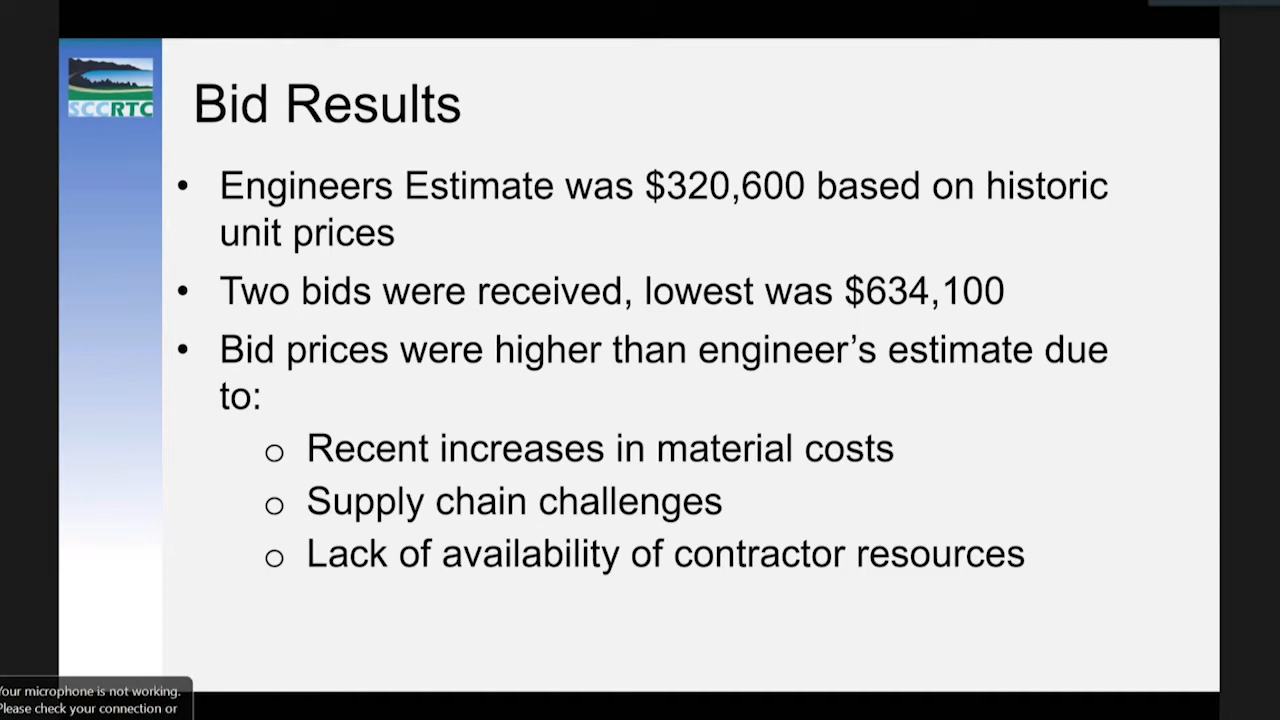 SCCRTC
Bid Results
• Engineers Estimate was $320,600 based on historic
unit prices
• Two bids were received, lowest was $634,100
• Bid prices were higher than engineer’s estimate due
to:
o Recent increases in material costs
o Supply chain challenges
o Lack of availability of contractor resources
Your microphone is not working.
Please check your connection or